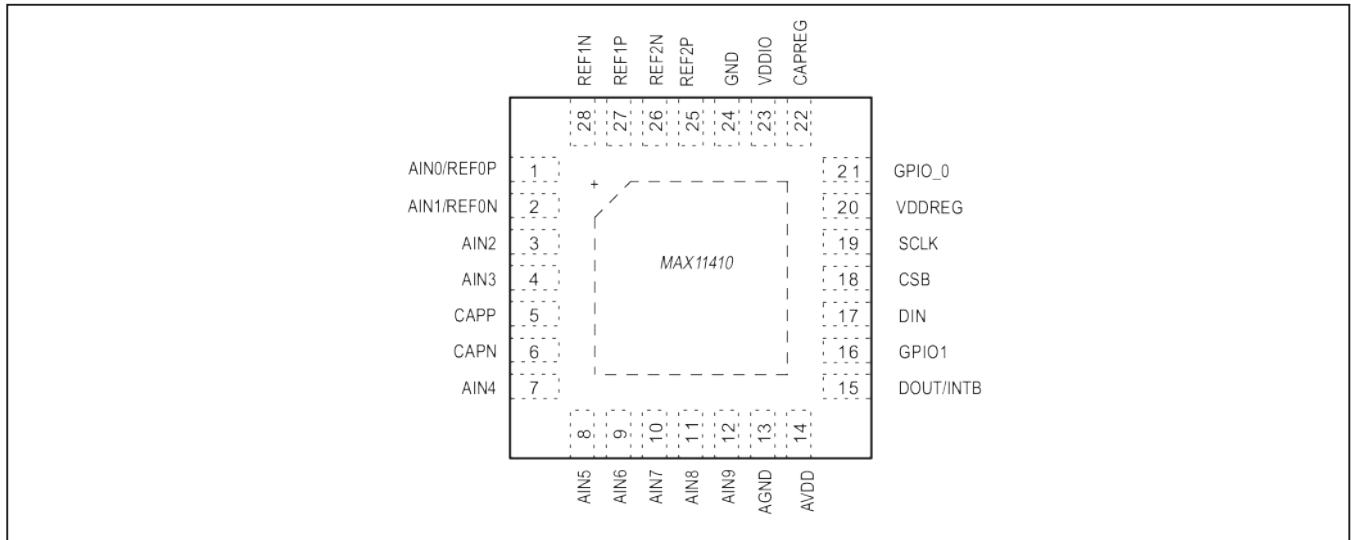 REF1N REF1P REF2N REF2P GND VDDIO CAPREG
28 27 26 25 24 23 22
AIN0/REF0P 1 21 GPIO_0
+
AIN1/REF0N 2 20 VDDREG
AIN2 3 19 SCLK
MAX11410
AIN3 4 18 CSB
CAPP 5 17 DIN
CAPN 6 16 GPIO1
AIN4 7 15 DOUT/INTB
8 9 10 11 12 13 14
AIN5 AIN6 AIN7 AIN8 AIN9 AGND AVDD